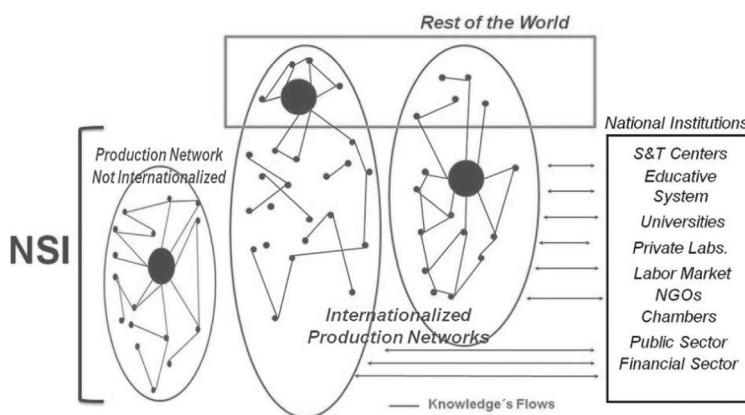 Rest of the World
National Institutions
Production Network
Not Internationalized
NSI
S&T Centers
Educative
System
Universities
Private Labs.
Labor Market
NGOs
Chambers
Public Sector
Financial Sector
Internationalized
Production Networks
Knowledge´s Flows